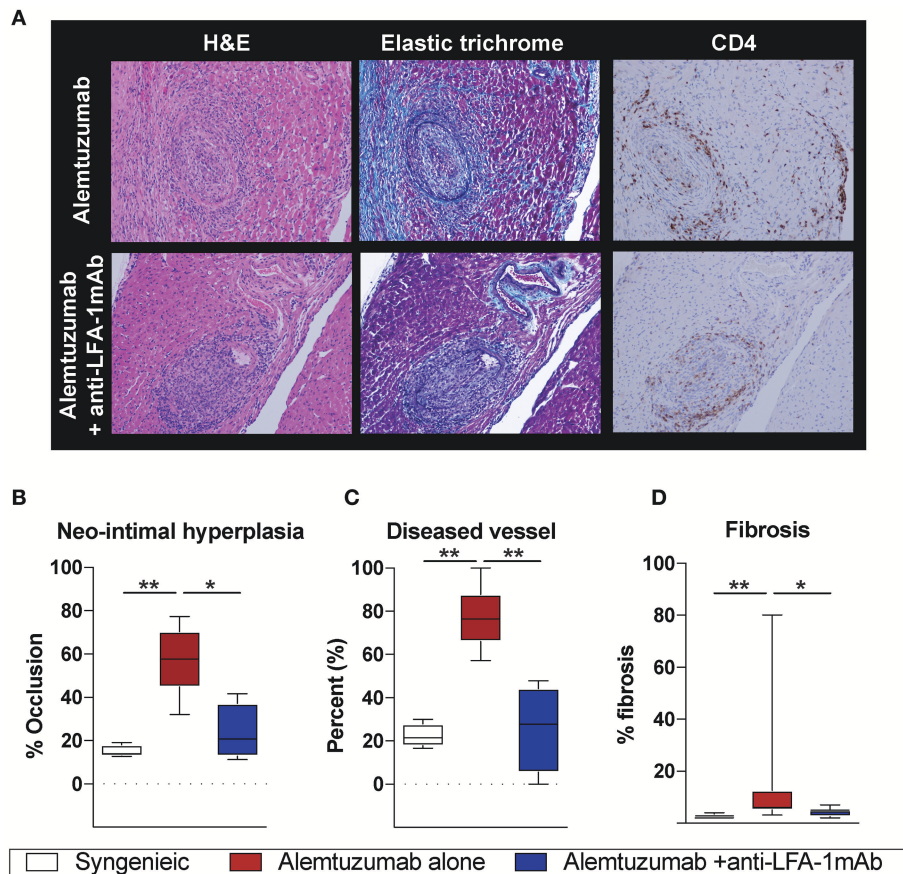 A
H&E
Elastic trichrome
CD4
Alemtuzumab
Alemtuzumab
+ anti-LFA-1mAb
B
Neo-intimal hyperplasia
% Occlusion
100
80
60
40
20
0
**
*
C
Diseased vessel
Percent (%)
100
80
60
40
20
0
**
**
D
Fibrosis
% fibrosis
100
80
60
40
20
**
*
Syngenieic
Alemtuzumab alone
Alemtuzumab +anti-LFA-1mAb